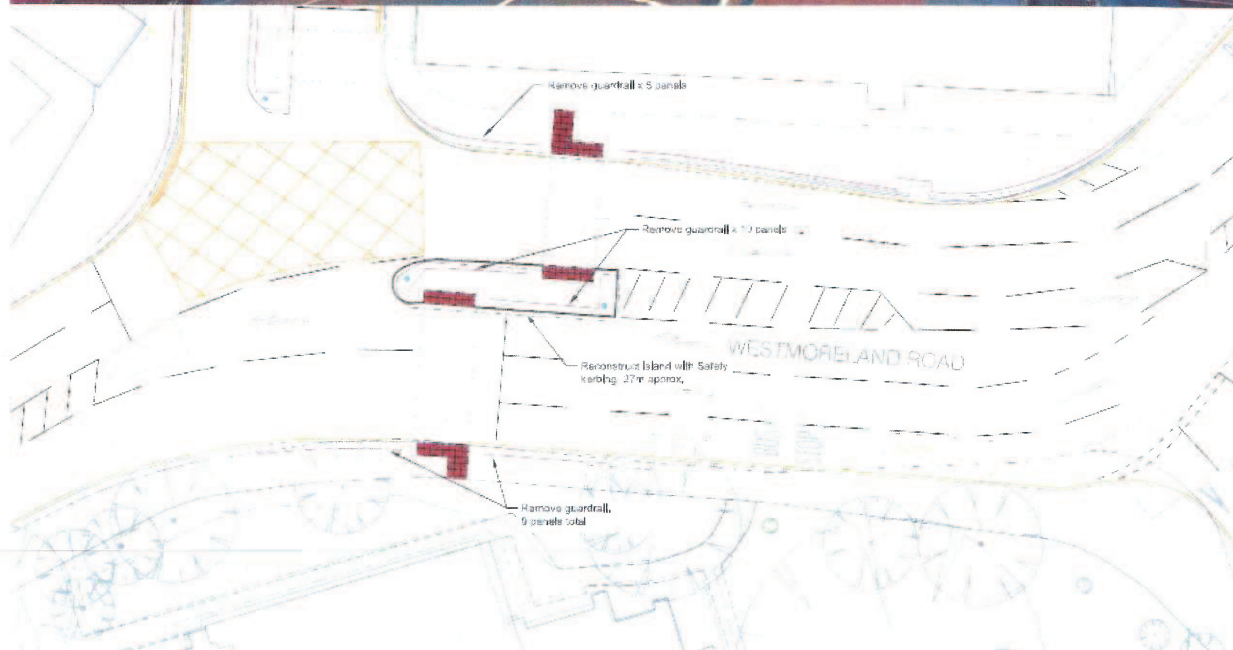 Remove guardrail x 5 panels
Remove guardrail x 10 panels
WESTMORELAND ROAD
Reconstruct island with Safety
kerbing, 27m approx.
Remove guardrail,
9 panels total